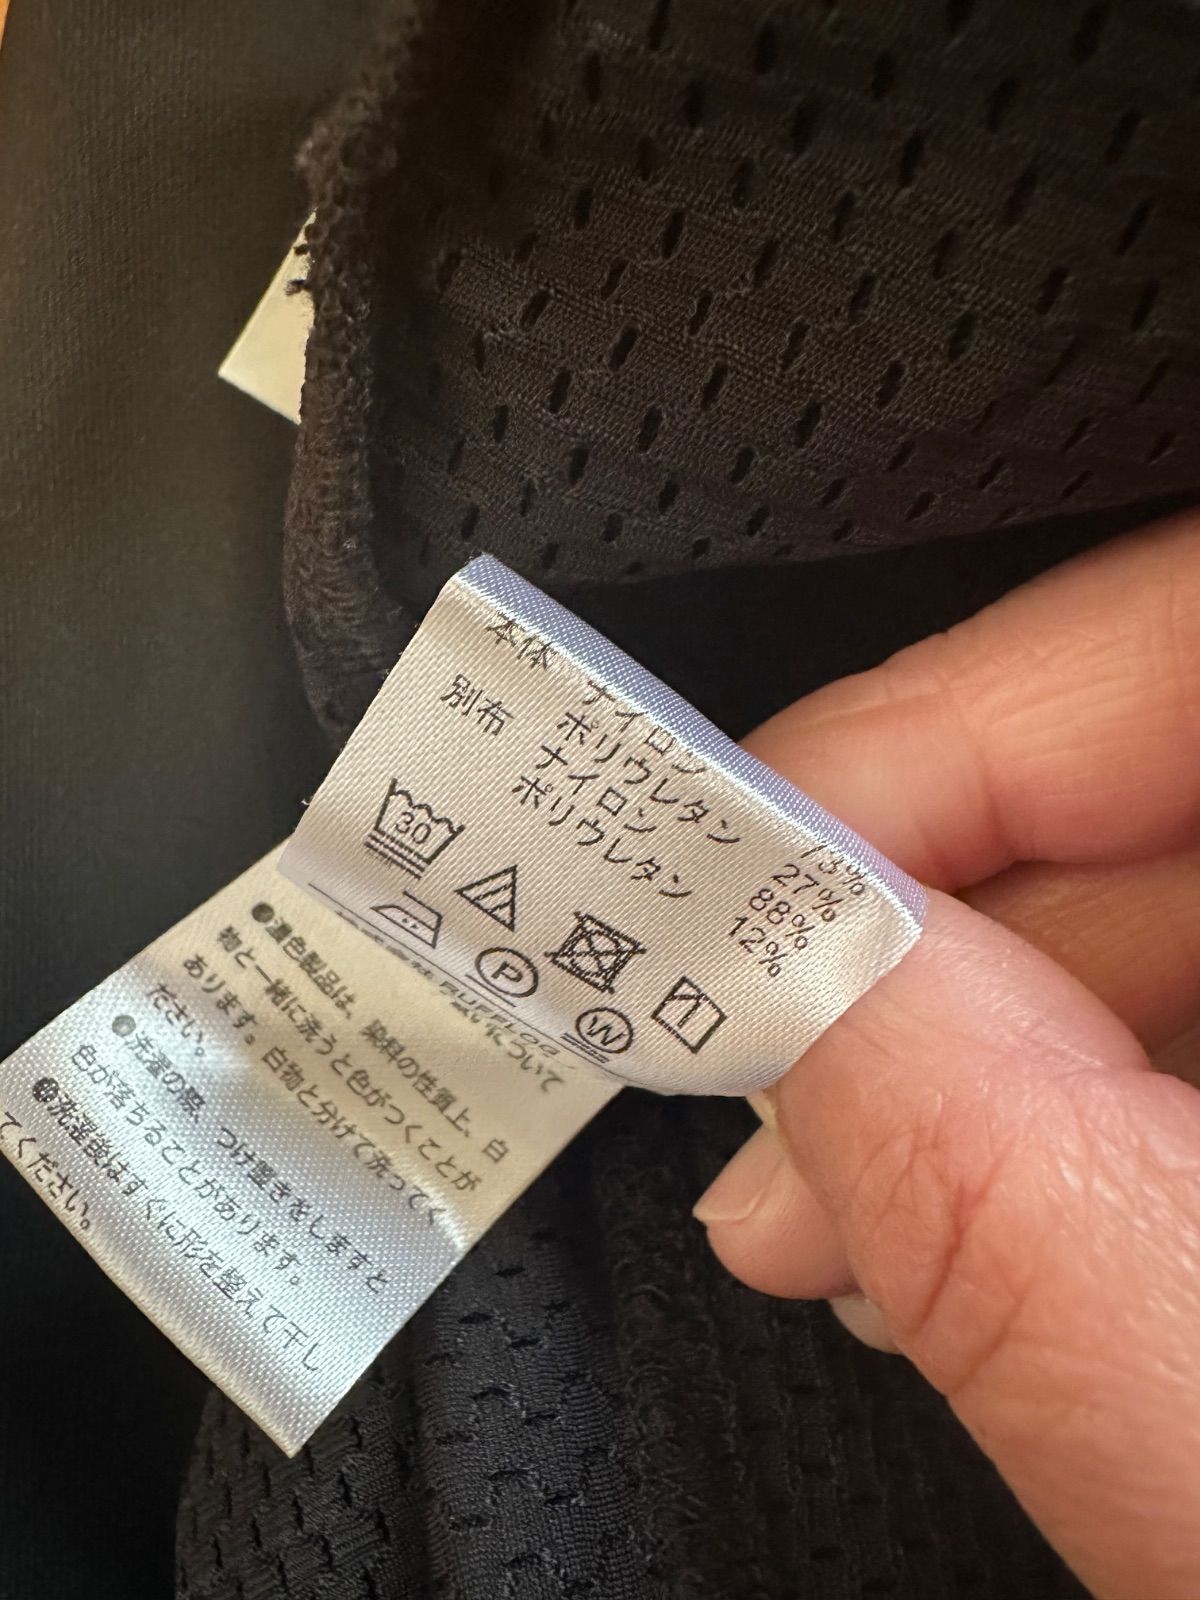 本体 ナイロン 73%
ポリウレタン 27%
別布 ナイロン 88%
ポリウレタン 12%
30
P
W
について
●濃色製品は、染料の性質上、白
物と一緒に洗うと色がつくことが
あります。白物と分けて洗ってく
ださい。
●洗濯の際、つけ置きをしますと
色が落ちることがあります。
●洗濯後はすぐに形を整えて干し
てください。